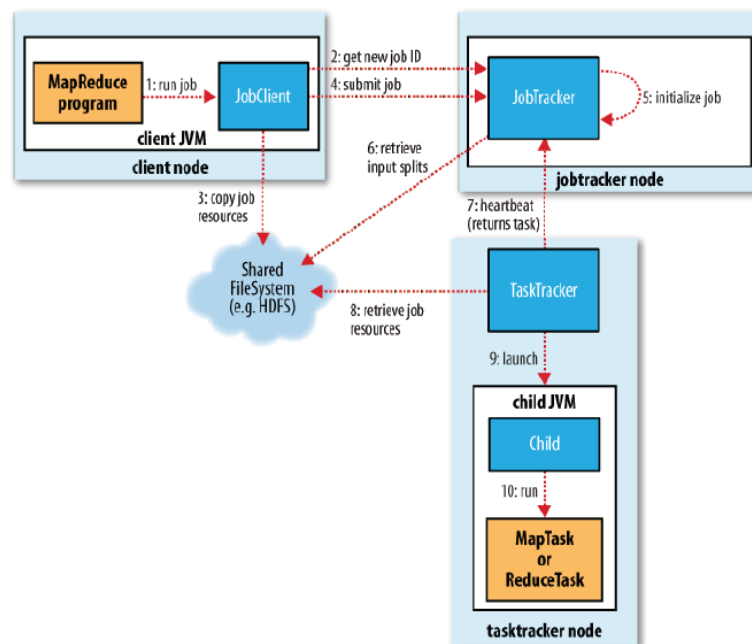 MapReduce
program
1: run job
JobClient
client JVM
client node
2: get new job ID
4: submit job
JobTracker
5: initialize job
jobtracker node
3: copy job
resources
6: retrieve
input splits
7: heartbeat
(returns task)
Shared
FileSystem
(e.g. HDFS)
8: retrieve job
resources
TaskTracker
9: launch
child JVM
Child
10: run
MapTask
or
ReduceTask
tasktracker node